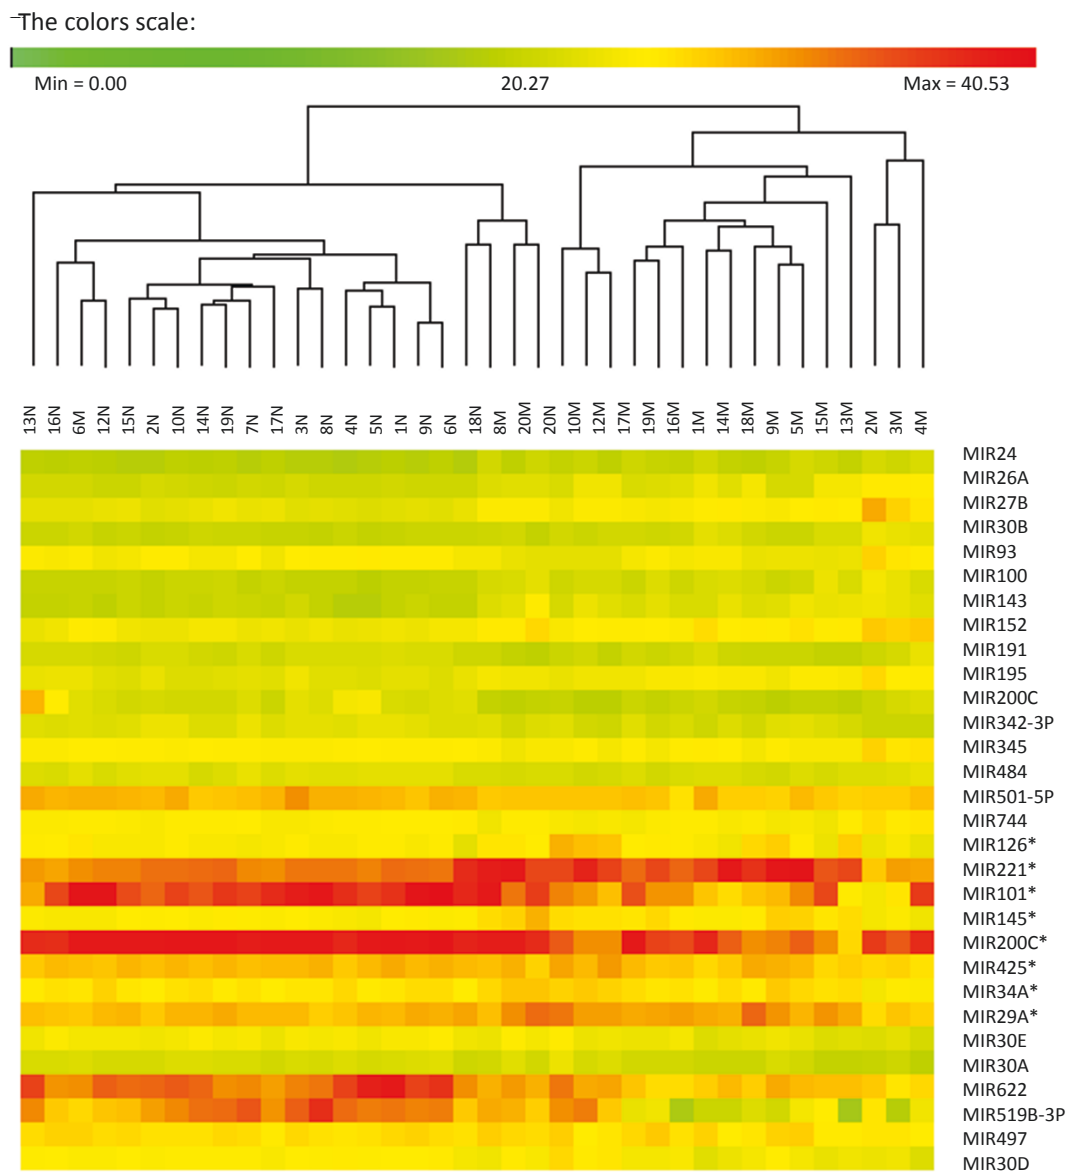 The colors scale:
Min = 0.00 20.27 Max = 40.53
13N 16N 6M 12N 15N 2N 10N 14N 19N 7N 17N 3N 8N 4N 5N 1N 9N 6N 18N 8M 20M 20N 10M 12M 17M 19M 16M 1M 14M 18M 9M 5M 15M 13M 2M 3M 4M
MIR24
MIR26A
MIR27B
MIR30B
MIR93
MIR100
MIR143
MIR152
MIR191
MIR195
MIR200C
MIR342-3P
MIR345
MIR484
MIR501-5P
MIR744
MIR126*
MIR221*
MIR101*
MIR145*
MIR200C*
MIR425*
MIR34A*
MIR29A*
MIR30E
MIR30A
MIR622
MIR519B-3P
MIR497
MIR30D